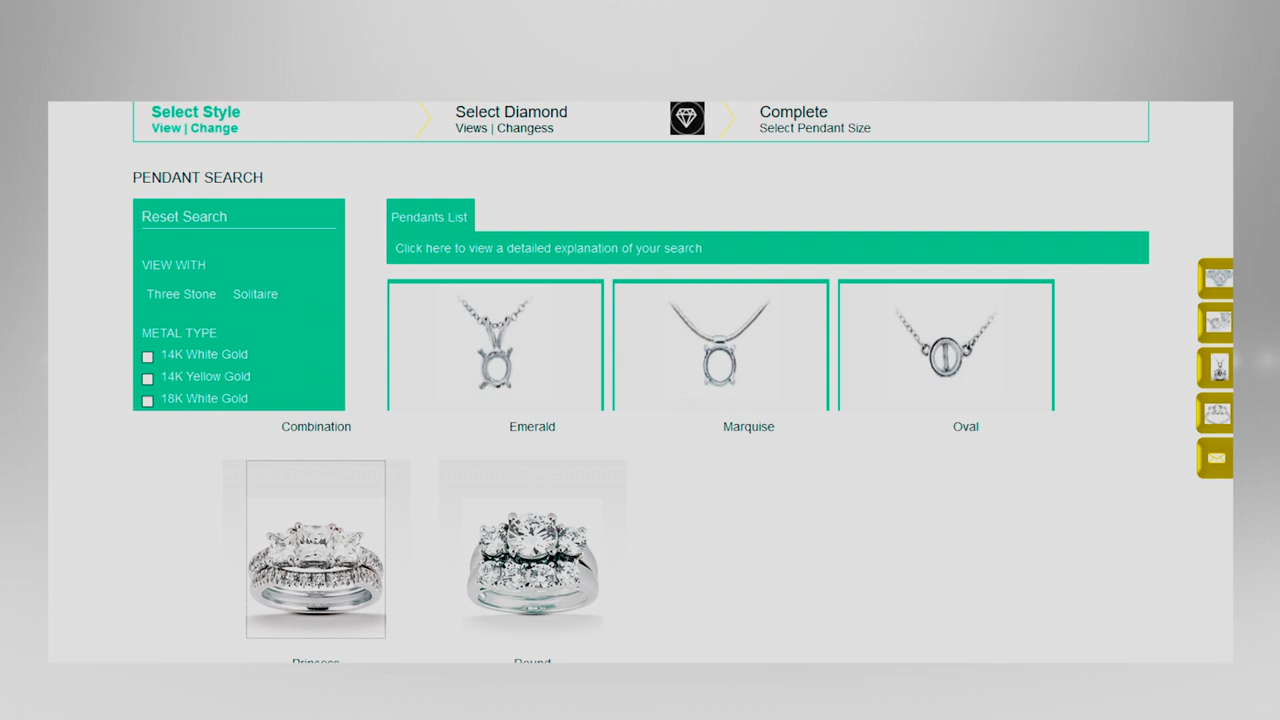 Select Style
View | Change
Select Diamond
Views | Changess
Complete
Select Pendant Size
PENDANT SEARCH
Reset Search
VIEW WITH
Three Stone Solitaire
METAL TYPE
14K White Gold
14K Yellow Gold
18K White Gold
Pendants List
Click here to view a detailed explanation of your search
Combination
Emerald
Marquise
Oval
Princess
Round